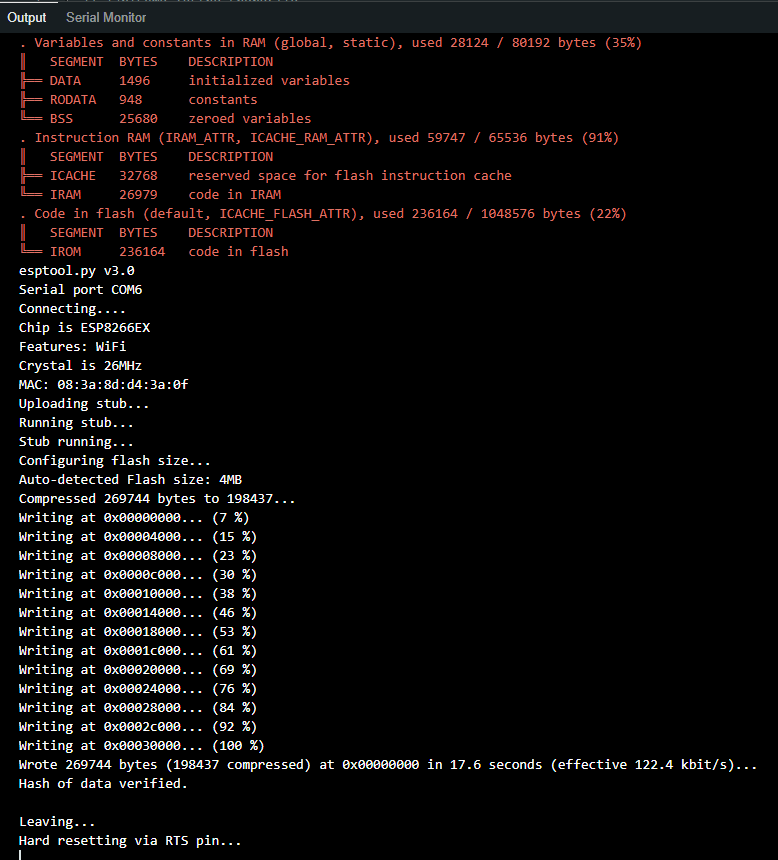 Output Serial Monitor
. Variables and constants in RAM (global, static), used 28124 / 80192 bytes (35%)
║   SEGMENT  BYTES    DESCRIPTION
╠══ DATA     1496     initialized variables
╠══ RODATA   948      constants
╚══ BSS      25680    zeroed variables
. Instruction RAM (IRAM_ATTR, ICACHE_RAM_ATTR), used 59747 / 65536 bytes (91%)
║   SEGMENT  BYTES    DESCRIPTION
╠══ ICACHE   32768    reserved space for flash instruction cache
╚══ IRAM     26979    code in IRAM
. Code in flash (default, ICACHE_FLASH_ATTR), used 236164 / 1048576 bytes (22%)
║   SEGMENT  BYTES    DESCRIPTION
╚══ IROM     236164   code in flash
esptool.py v3.0
Serial port COM6
Connecting....
Chip is ESP8266EX
Features: WiFi
Crystal is 26MHz
MAC: 08:3a:8d:d4:3a:0f
Uploading stub...
Running stub...
Stub running...
Configuring flash size...
Auto-detected Flash size: 4MB
Compressed 269744 bytes to 198437...
Writing at 0x00000000... (7 %)
Writing at 0x00004000... (15 %)
Writing at 0x00008000... (23 %)
Writing at 0x0000c000... (30 %)
Writing at 0x00010000... (38 %)
Writing at 0x00014000... (46 %)
Writing at 0x00018000... (53 %)
Writing at 0x0001c000... (61 %)
Writing at 0x00020000... (69 %)
Writing at 0x00024000... (76 %)
Writing at 0x00028000... (84 %)
Writing at 0x0002c000... (92 %)
Writing at 0x00030000... (100 %)
Wrote 269744 bytes (198437 compressed) at 0x00000000 in 17.6 seconds (effective 122.4 kbit/s)...
Hash of data verified.

Leaving...
Hard resetting via RTS pin...